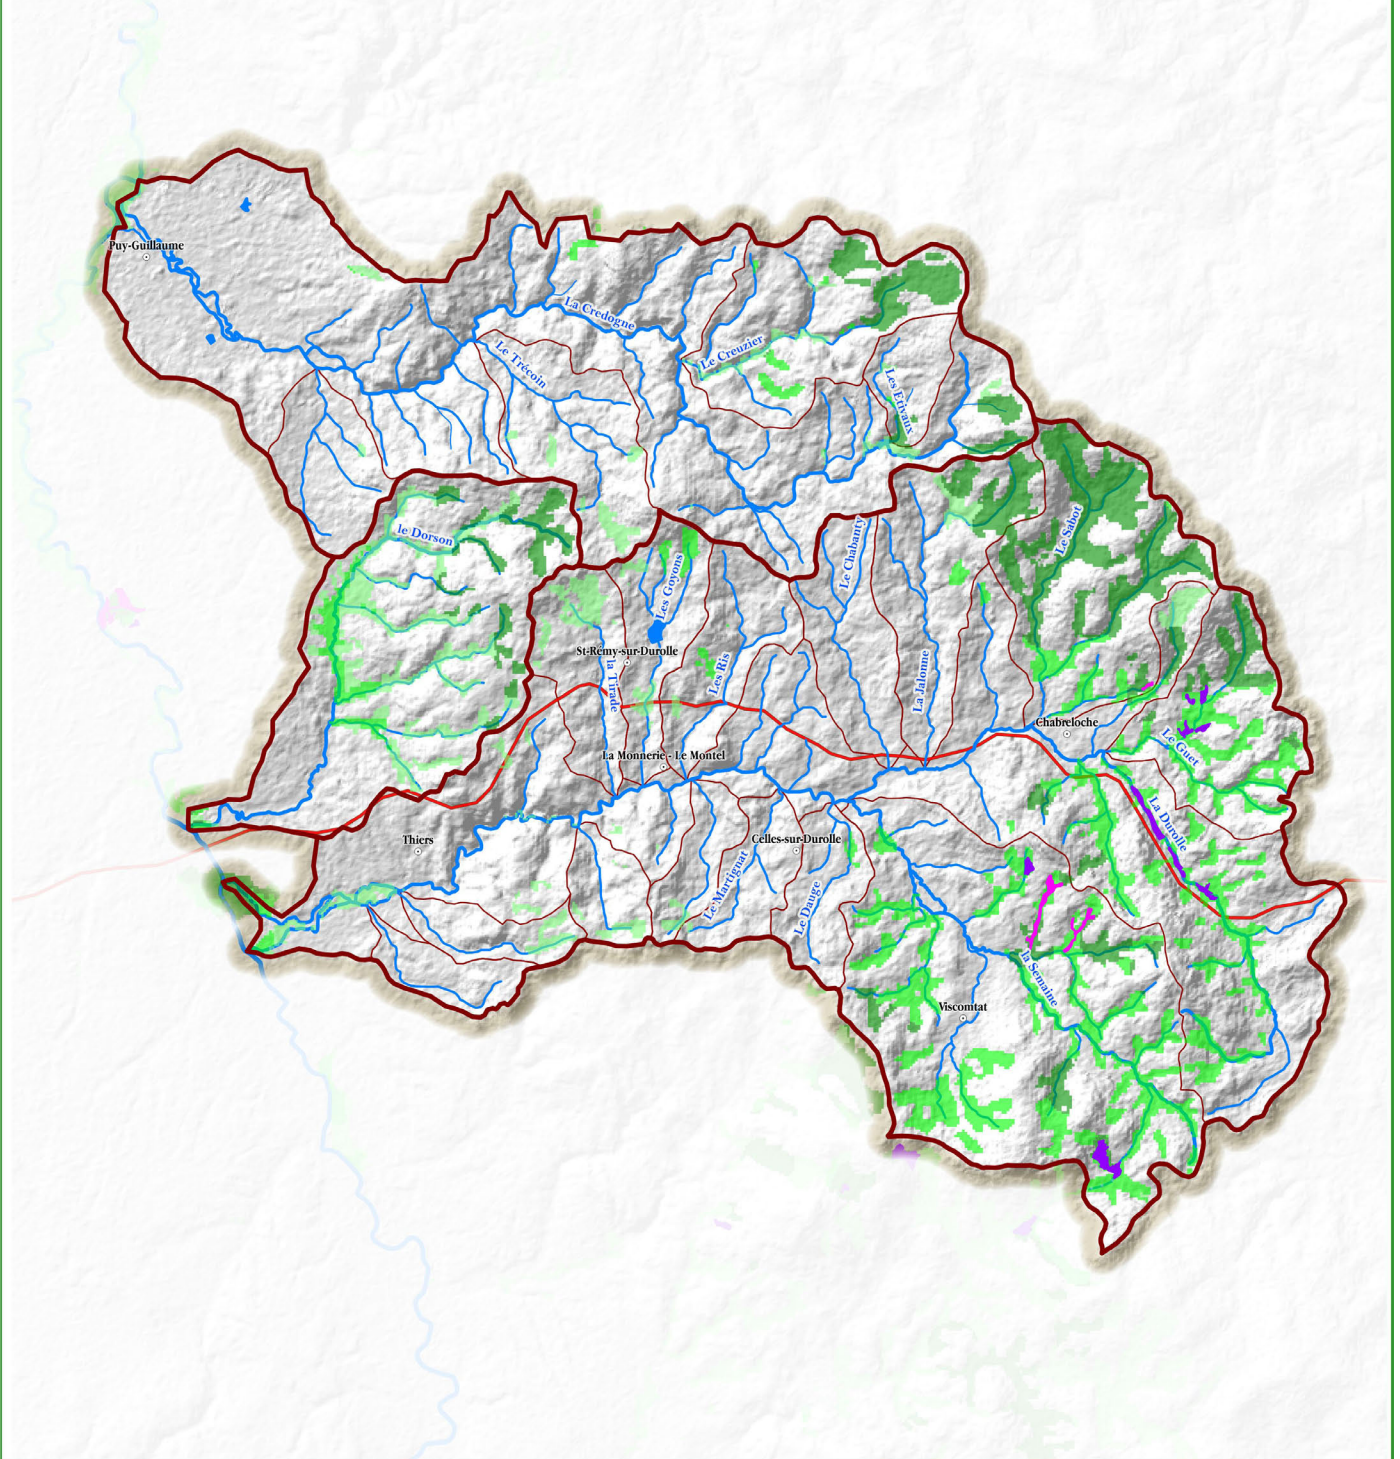 Puy-Guillaume
La Credogne
Le Trécoin
Le Creuzier
Les Etivaux
le Dorson
Le Chabanty
Le Sabot
Les Goyons
St-Rémy-sur-Durolle
la Tirade
Les Ris
La Jalonne
Chabreloche
Le Guet
La Monnerie - Le Montel
La Durolle
Thiers
Celles-sur-Durolle
Le Martignat
Le Dauge
la Semaine
Viscomtat